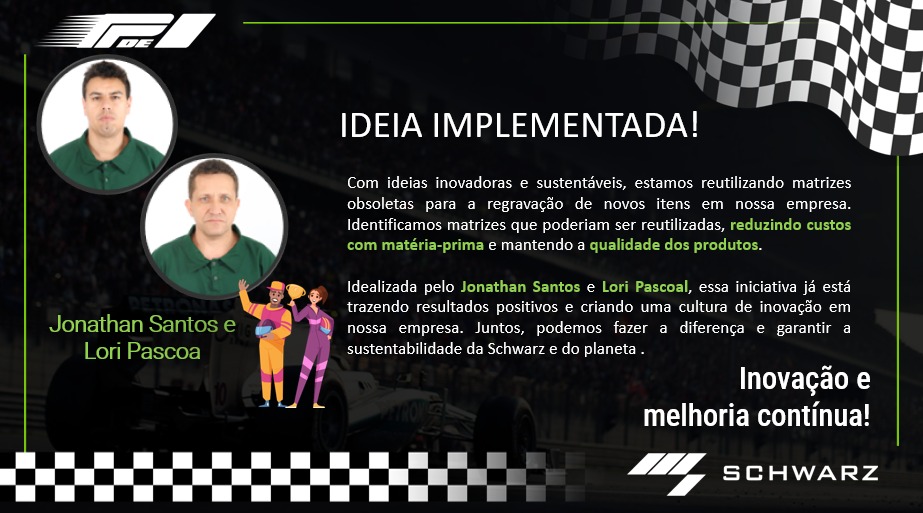 DE
IDEIA IMPLEMENTADA!
Com ideias inovadoras e sustentáveis, estamos reutilizando matrizes
obsoletas para a regravação de novos itens em nossa empresa.
Identificamos matrizes que poderiam ser reutilizadas, reduzindo custos
com matéria-prima e mantendo a qualidade dos produtos.
Idealizada pelo Jonathan Santos e Lori Pascoal, essa iniciativa já está
trazendo resultados positivos e criando uma cultura de inovação em
nossa empresa. Juntos, podemos fazer a diferença e garantir a
sustentabilidade da Schwarz e do planeta .
Jonathan Santos e
Lori Pascoa
Inovação e
melhoria contínua!
SCHWARZ